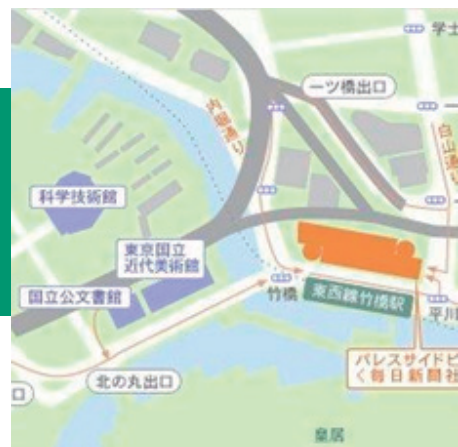 学士
一ツ橋出口
内堀通り
白山通り
科学技術館
東京国立
近代美術館
国立公文書館
竹橋
東西線竹橋駅
平川
パレスサイドビ
く毎日新聞社
北の丸出口
口
皇居